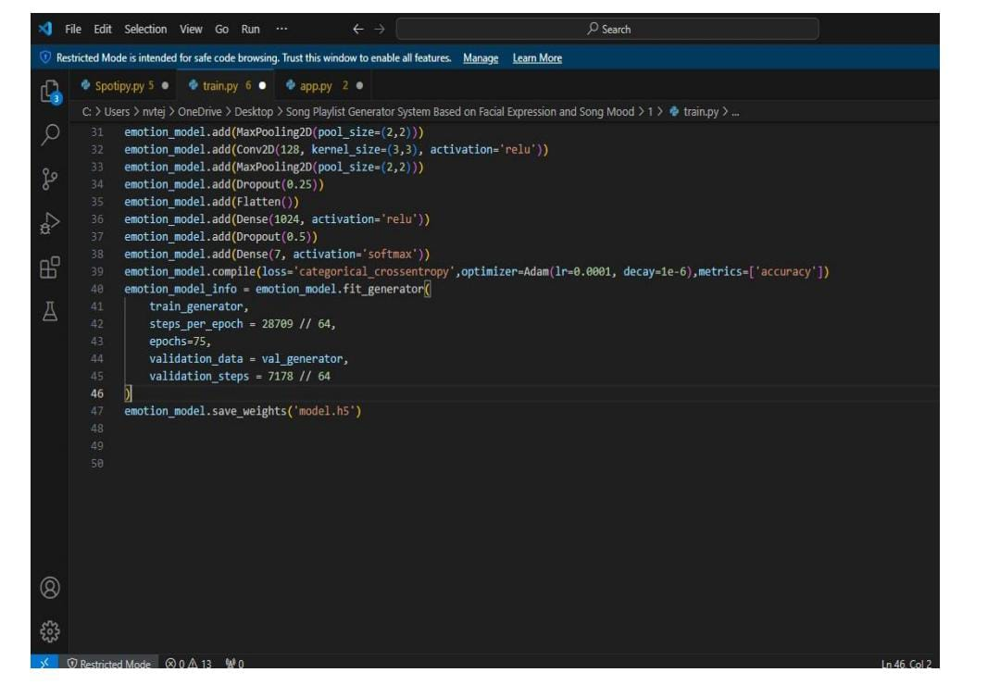 File Edit Selection View Go Run ··· ← → Search
Restricted Mode is intended for safe code browsing. Trust this window to enable all features. Manage Learn More
Spotipy.py 5 ● train.py 6 ● app.py 2 ●
C: > Users > nvtej > OneDrive > Desktop > Song Playlist Generator System Based on Facial Expression and Song Mood > 1 > train.py > ...
3
31 emotion_model.add(MaxPooling2D(pool_size=(2,2)))
32 emotion_model.add(Conv2D(128, kernel_size=(3,3), activation='relu'))
33 emotion_model.add(MaxPooling2D(pool_size=(2,2)))
34 emotion_model.add(Dropout(0.25))
35 emotion_model.add(Flatten())
36 emotion_model.add(Dense(1024, activation='relu'))
37 emotion_model.add(Dropout(0.5))
38 emotion_model.add(Dense(7, activation='softmax'))
39 emotion_model.compile(loss='categorical_crossentropy',optimizer=Adam(lr=0.0001, decay=1e-6),metrics=['accuracy'])
40 emotion_model_info = emotion_model.fit_generator(
41 train_generator,
42 steps_per_epoch = 28709 // 64,
43 epochs=75,
44 validation_data = val_generator,
45 validation_steps = 7178 // 64
46 )
47 emotion_model.save_weights('model.h5')
48
49
50
Restricted Mode 0 13 0 Ln 46, Col 2